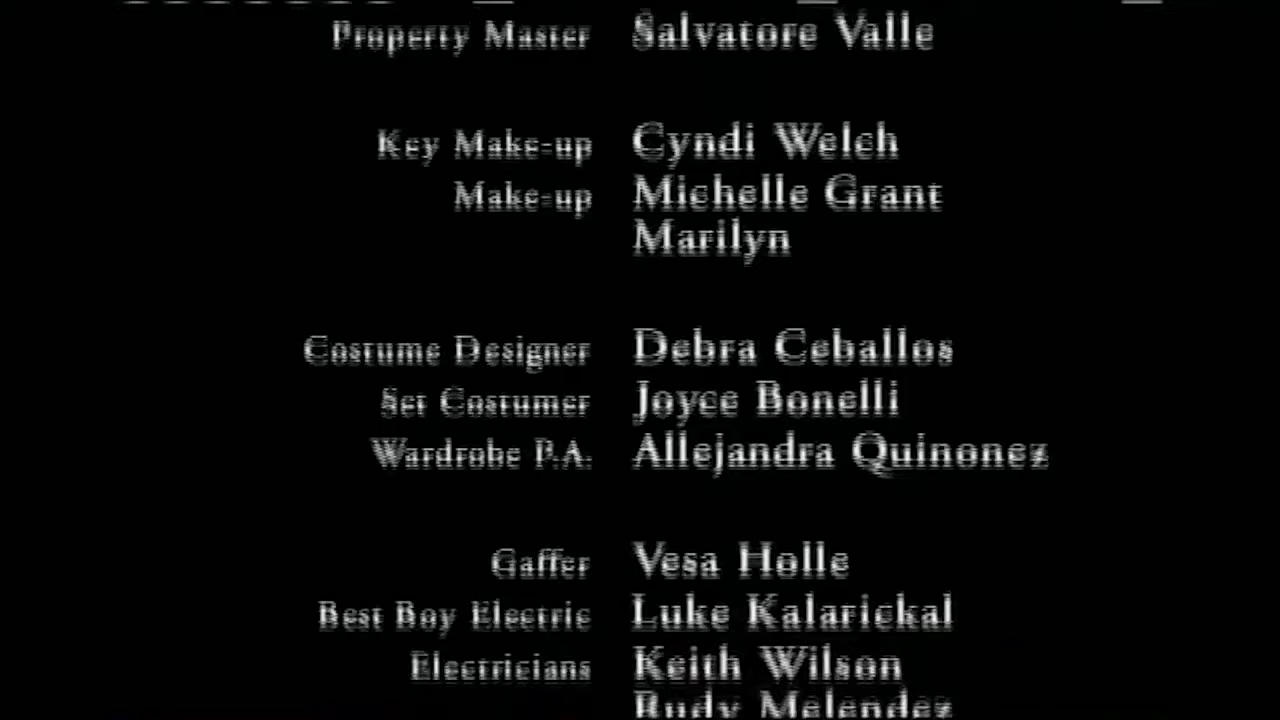 Property Master Salvatore Valle
Key Make-up Cyndi Welch
Make-up Michelle Grant
Marilyn
Costume Designer Debra Ceballos
Set Costumer Joyce Bonelli
Wardrobe P.A. Allejandra Quinonez
Gaffer Vesa Holle
Best Boy Electric Luke Kalarickal
Electricians Keith Wilson
Rudy Melendez